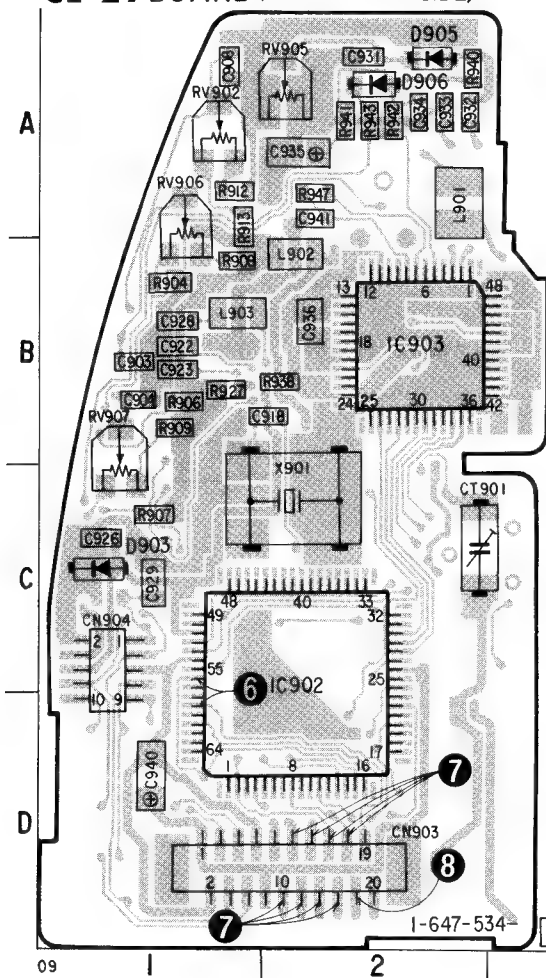 D905
RV905
C908
C931
D906
R940
RV902
A
R941
R943
R942
C934
C933
C932
C935
RV906
R912
R947
L901
R913
C941
R908
L902
R904
13
12
6
1
48
L903
C936
C928
C922
B
C903
C923
18
IC903
40
R938
R927
C904
R906
24
25
30
36
42
RV907
R909
C918
X901
CT901
R907
C926
D903
C
C929
48
40
33
49
32
CN904
2
1
55
6
IC902
25
10
9
64
17
1
8
16
C940
7
D
CN903
1
19
8
2
10
20
7
1-647-534-
09
1
2